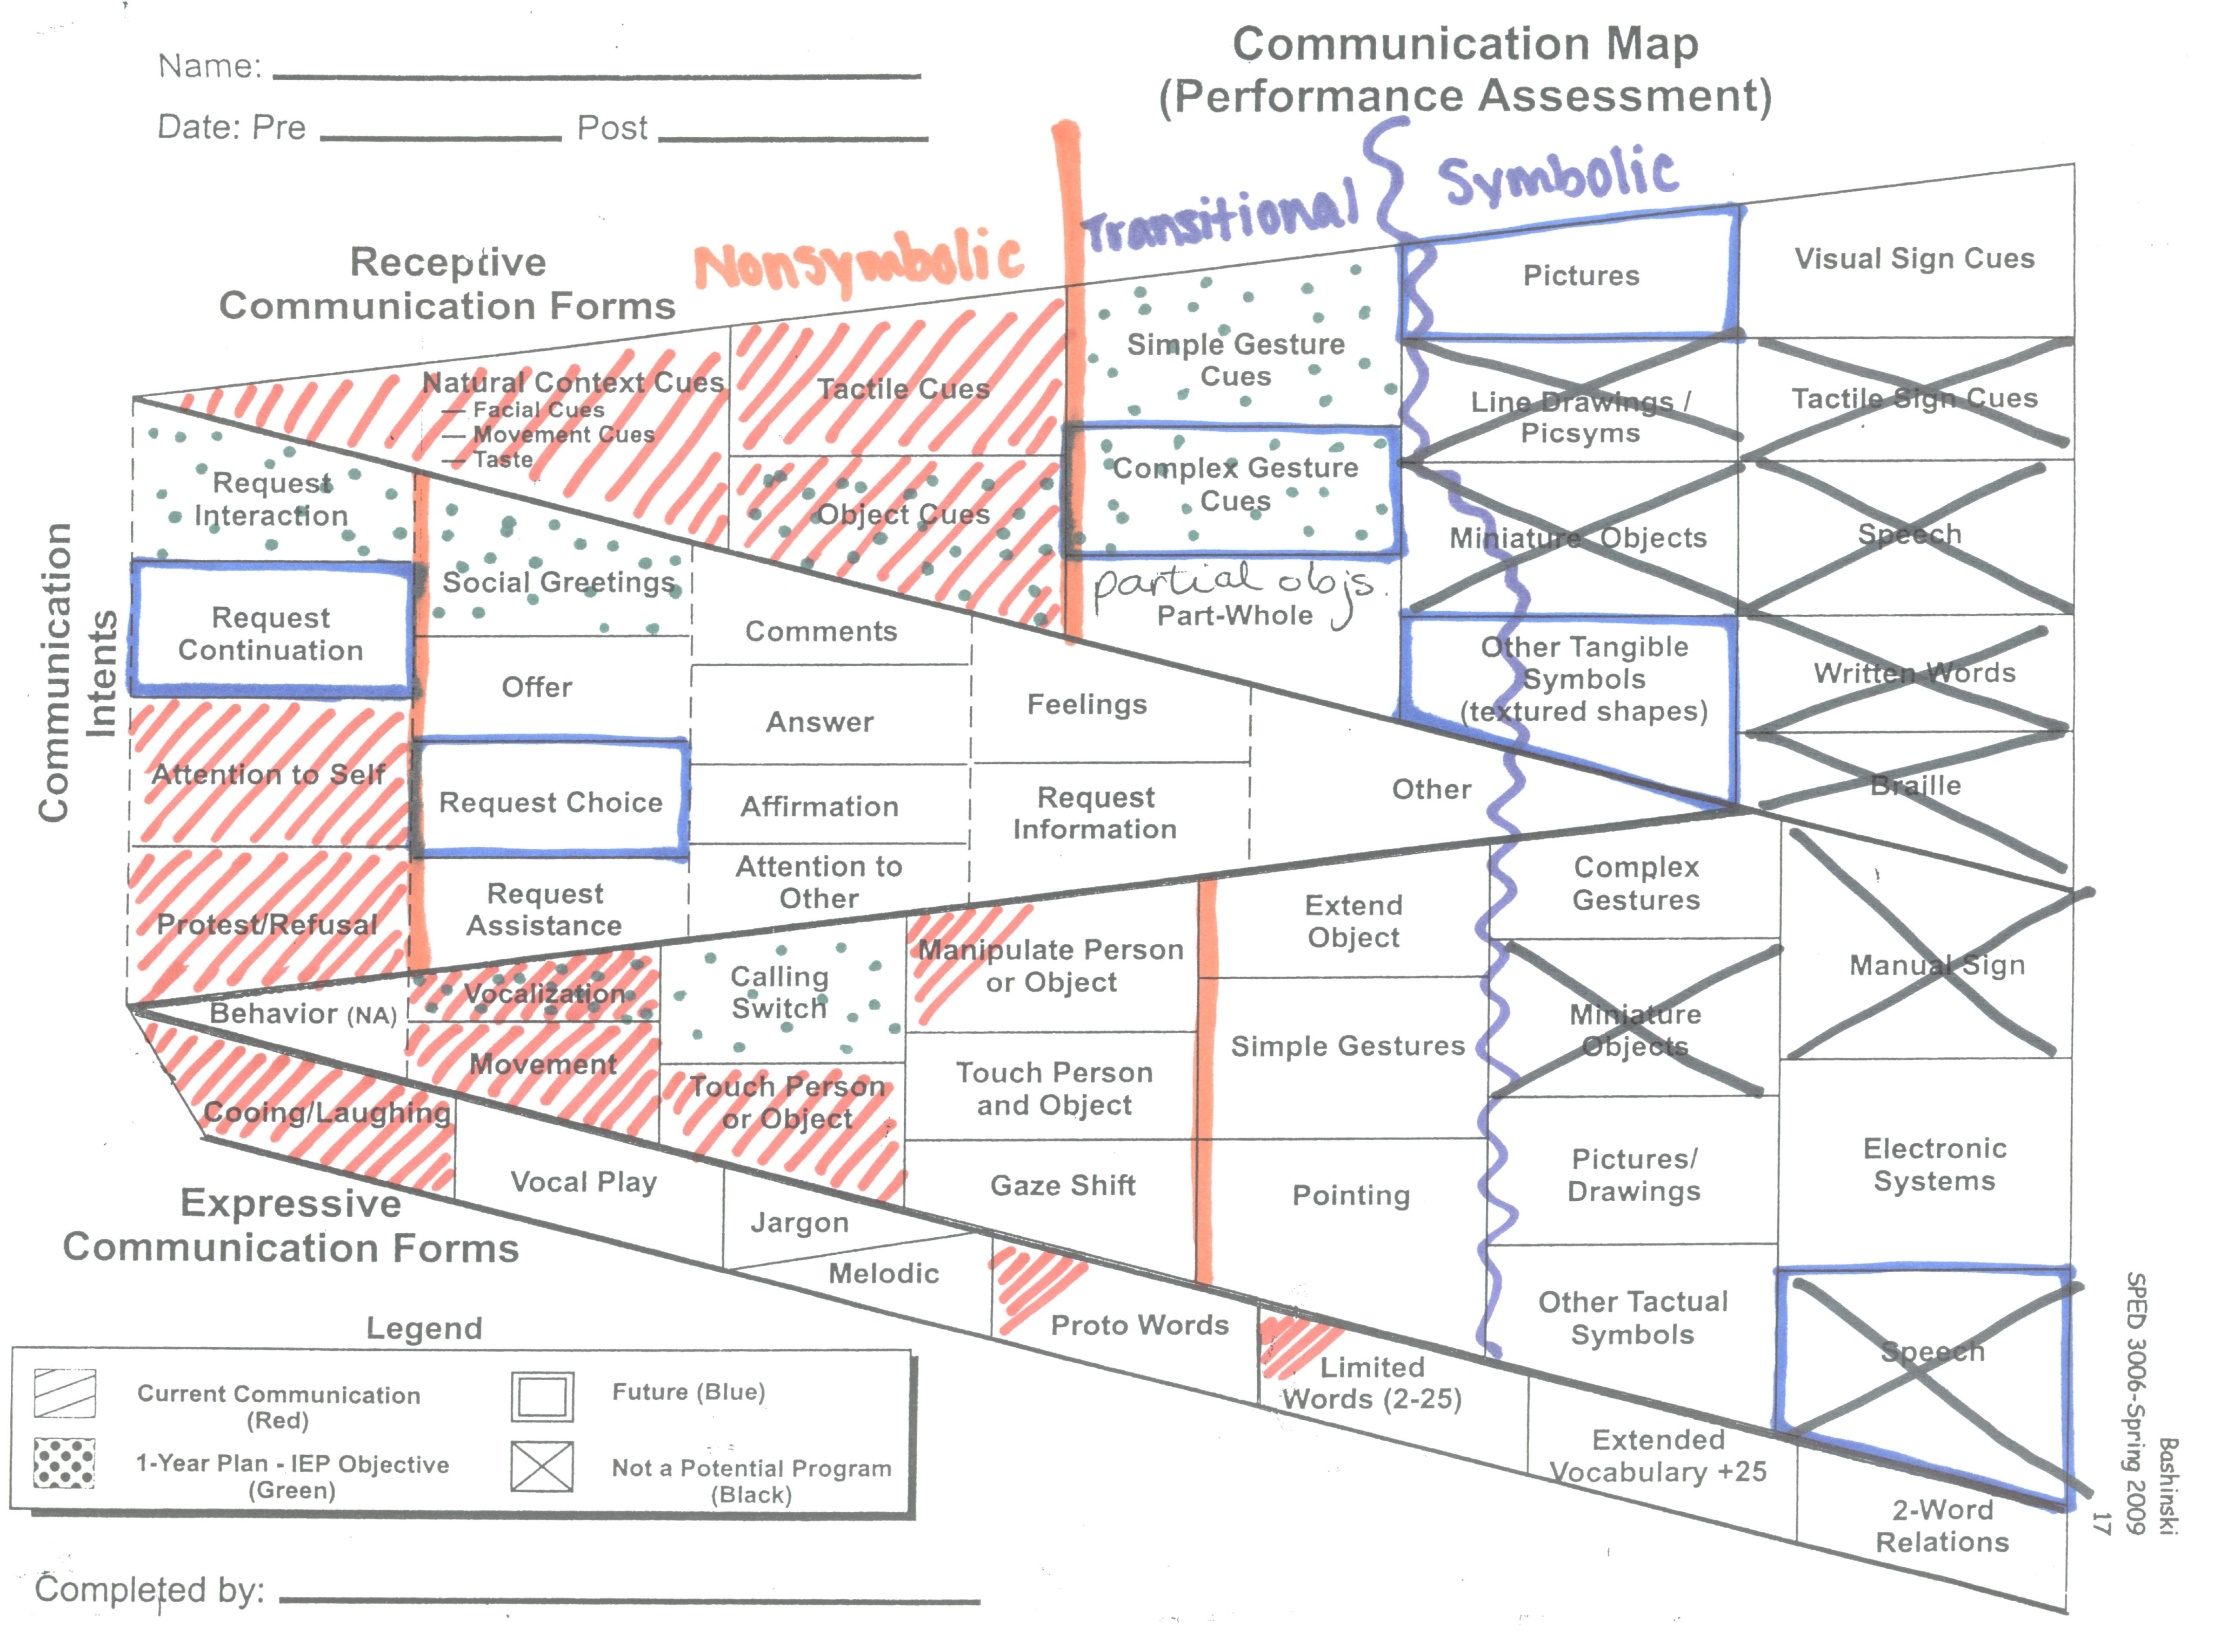 Communication Map
(Performance Assessment)
Name:
Date: Pre
Post
Nonsymbolic
Transitional
Symbolic
Receptive
Communication Forms
Natural Context Cues
— Facial Cues
— Movement Cues
— Taste
Tactile Cues
Object Cues
Simple Gesture
Cues
Complex Gesture
Cues
partial objs.
Part-Whole
Pictures
Line Drawings /
Picsyms
Miniature Objects
Other Tangible
Symbols
(textured shapes)
Visual Sign Cues
Tactile Sign Cues
Speech
Written Words
Braille
Communication
Intents
Request
Interaction
Request
Continuation
Attention to Self
Protest/Refusal
Social Greetings
Offer
Request Choice
Request
Assistance
Comments
Answer
Affirmation
Attention to
Other
Feelings
Request
Information
Other
Behavior (NA)
Vocalization
Movement
Calling
Switch
Touch Person
or Object
Manipulate Person
or Object
Touch Person
and Object
Gaze Shift
Extend
Object
Simple Gestures
Pointing
Complex
Gestures
Miniature
Objects
Pictures/
Drawings
Other Tactual
Symbols
Manual Sign
Electronic
Systems
Speech
Cooing/Laughing
Vocal Play
Jargon
Melodic
Proto Words
Limited
Words (2-25)
Extended
Vocabulary +25
2-Word
Relations
Expressive
Communication Forms
Legend
Current Communication
(Red)
Future (Blue)
1-Year Plan - IEP Objective
(Green)
Not a Potential Program
(Black)
Completed by:
Bashinski
SPED 3006-Spring 2009
17